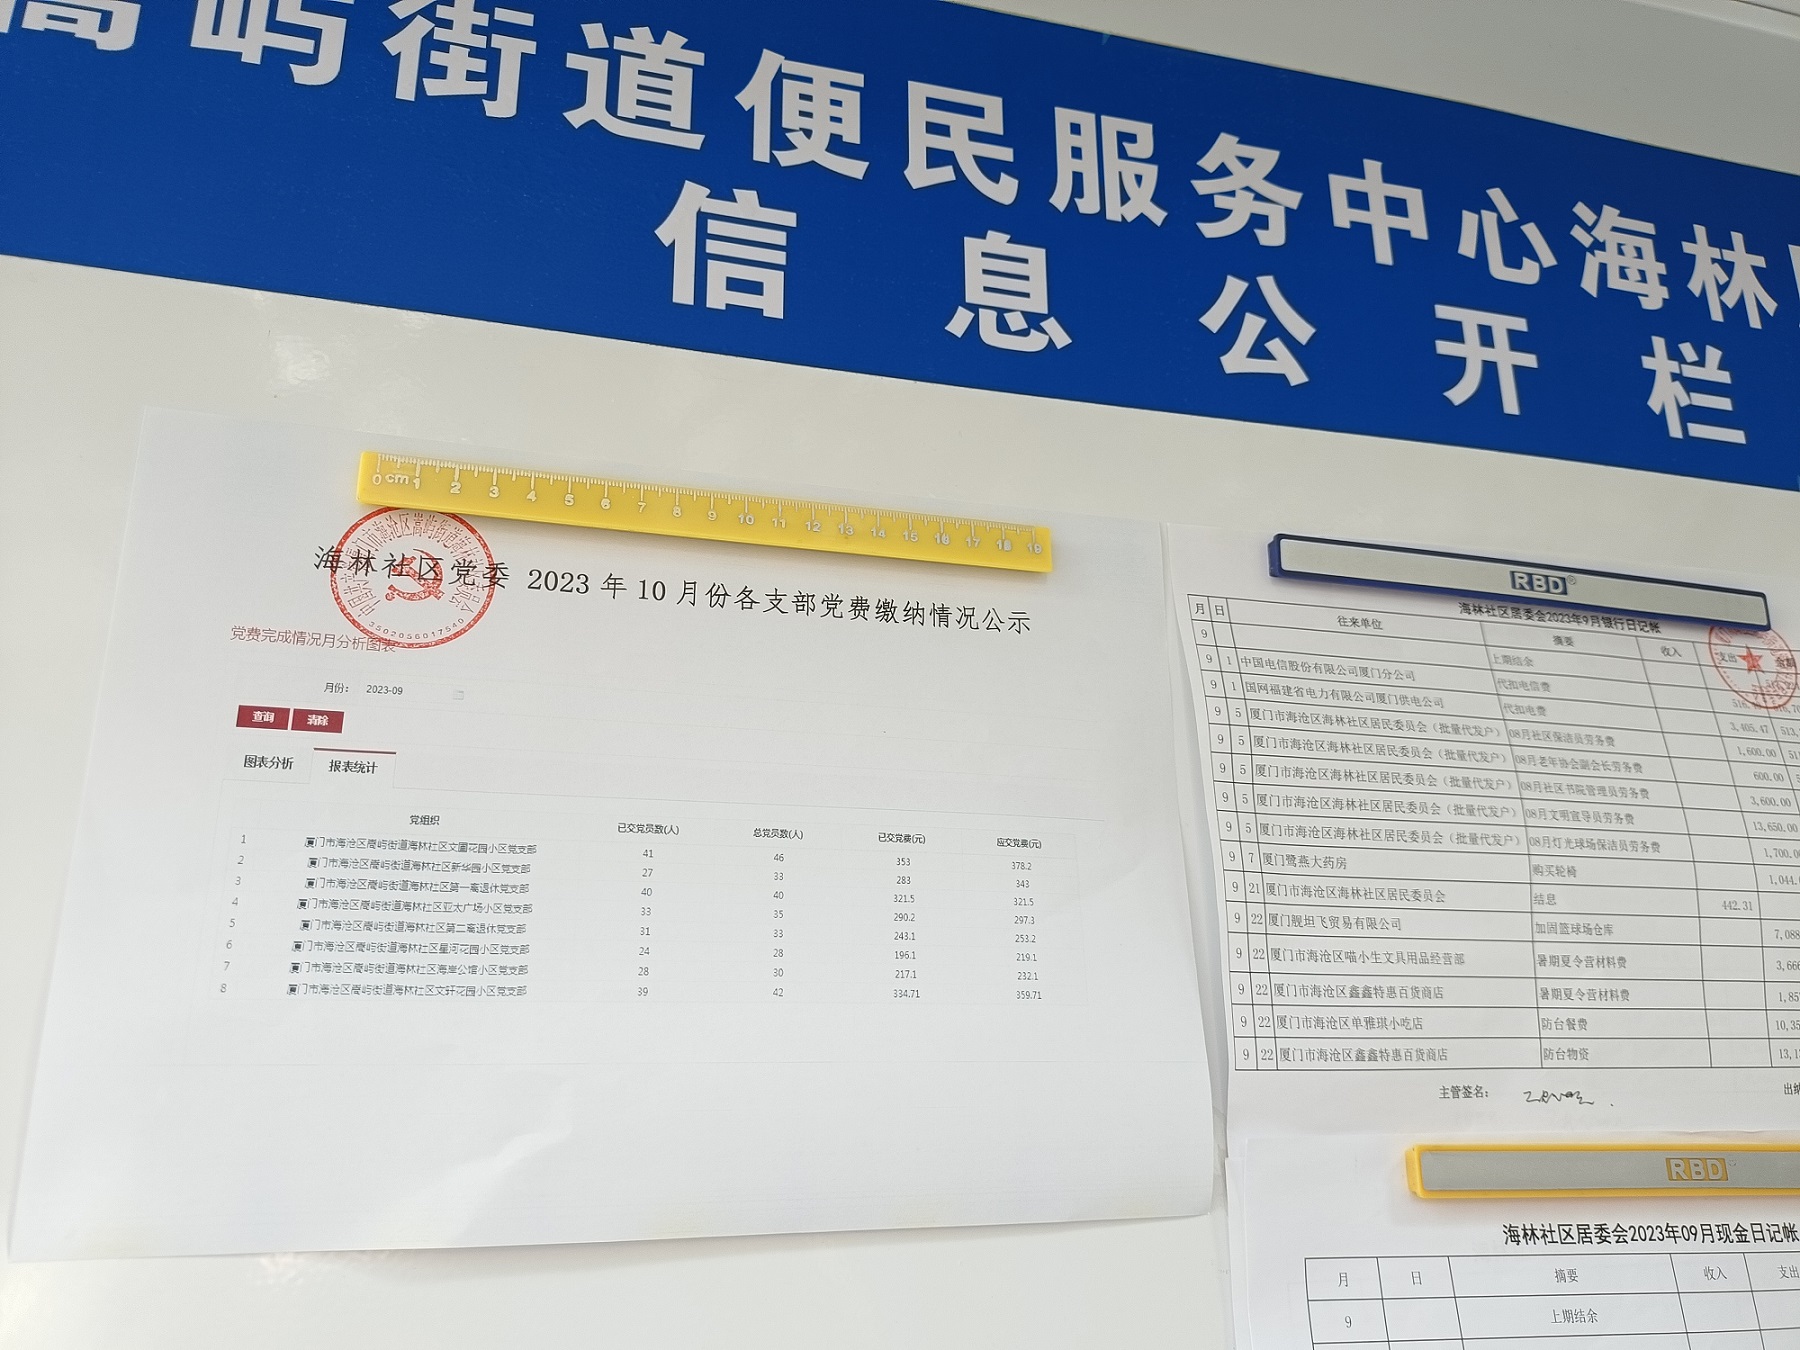 嵩屿街道便民服务中心海林
信息公开栏
0 cm 1 2 3 4 5 6 7 8 9 10 11 12 13 14 15 16 17 18 19
海林社区党委 2023 年 10 月份各支部党费缴纳情况公示
3502056017540
党费完成情况月分析图表
月份： 2023-09
查询 清除
图表分析 报表统计
党组织 已交党员数(人) 总党员数(人) 已交党费(元) 应交党费(元)
1 厦门市海沧区嵩屿街道海林社区文圃花园小区党支部 41 46 353 378.2
2 厦门市海沧区嵩屿街道海林社区新华园小区党支部 27 33 283 343
3 厦门市海沧区嵩屿街道海林社区第一离退休党支部 40 40 321.5 321.5
4 厦门市海沧区嵩屿街道海林社区亚太广场小区党支部 33 35 290.2 297.3
5 厦门市海沧区嵩屿街道海林社区第二离退休党支部 31 33 243.1 253.2
6 厦门市海沧区嵩屿街道海林社区星河花园小区党支部 24 28 196.1 219.1
7 厦门市海沧区嵩屿街道海林社区海岸公馆小区党支部 28 30 217.1 232.1
8 厦门市海沧区嵩屿街道海林社区文轩花园小区党支部 39 42 334.71 359.71
RBD®
海林社区居委会2023年9月银行日记帐
月 日 往来单位 摘要 收入 支出 余额
9 上期结余
9 1 中国电信股份有限公司厦门分公司 代扣电信费
9 1 国网福建省电力有限公司厦门供电公司 代扣电费 3,405.47
9 5 厦门市海沧区海林社区居民委员会（批量代发户） 08月社区保洁员劳务费 1,600.00
9 5 厦门市海沧区海林社区居民委员会（批量代发户） 08月老年协会副会长劳务费 600.00
9 5 厦门市海沧区海林社区居民委员会（批量代发户） 08月社区书院管理员劳务费 3,600.00
9 5 厦门市海沧区海林社区居民委员会（批量代发户） 08月文明宣导员劳务费 13,650.00
9 5 厦门市海沧区海林社区居民委员会（批量代发户） 08月灯光球场保洁员劳务费 1,700.0
9 7 厦门鹭燕大药房 购买轮椅 1,044.
9 21 厦门市海沧区海林社区居民委员会 结息 442.31
9 22 厦门舰坦飞贸易有限公司 加固篮球场仓库 7,088
9 22 厦门市海沧区喵小生文具用品经营部 暑期夏令营材料费 3,666
9 22 厦门市海沧区鑫鑫特惠百货商店 暑期夏令营材料费 1,85
9 22 厦门市海沧区单雅琪小吃店 防台餐费 10,35
9 22 厦门市海沧区鑫鑫特惠百货商店 防台物资 13,1
主管签名： 出纳
RBD
海林社区居委会2023年09月现金日记帐
月 日 摘要 收入 支出
9 上期结余